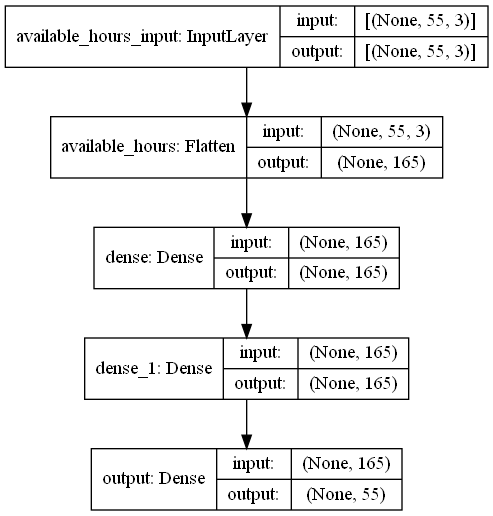 available_hours_input: InputLayer
input: [(None, 55, 3)]
output: [(None, 55, 3)]
available_hours: Flatten
input: (None, 55, 3)
output: (None, 165)
dense: Dense
input: (None, 165)
output: (None, 165)
dense_1: Dense
input: (None, 165)
output: (None, 165)
output: Dense
input: (None, 165)
output: (None, 55)